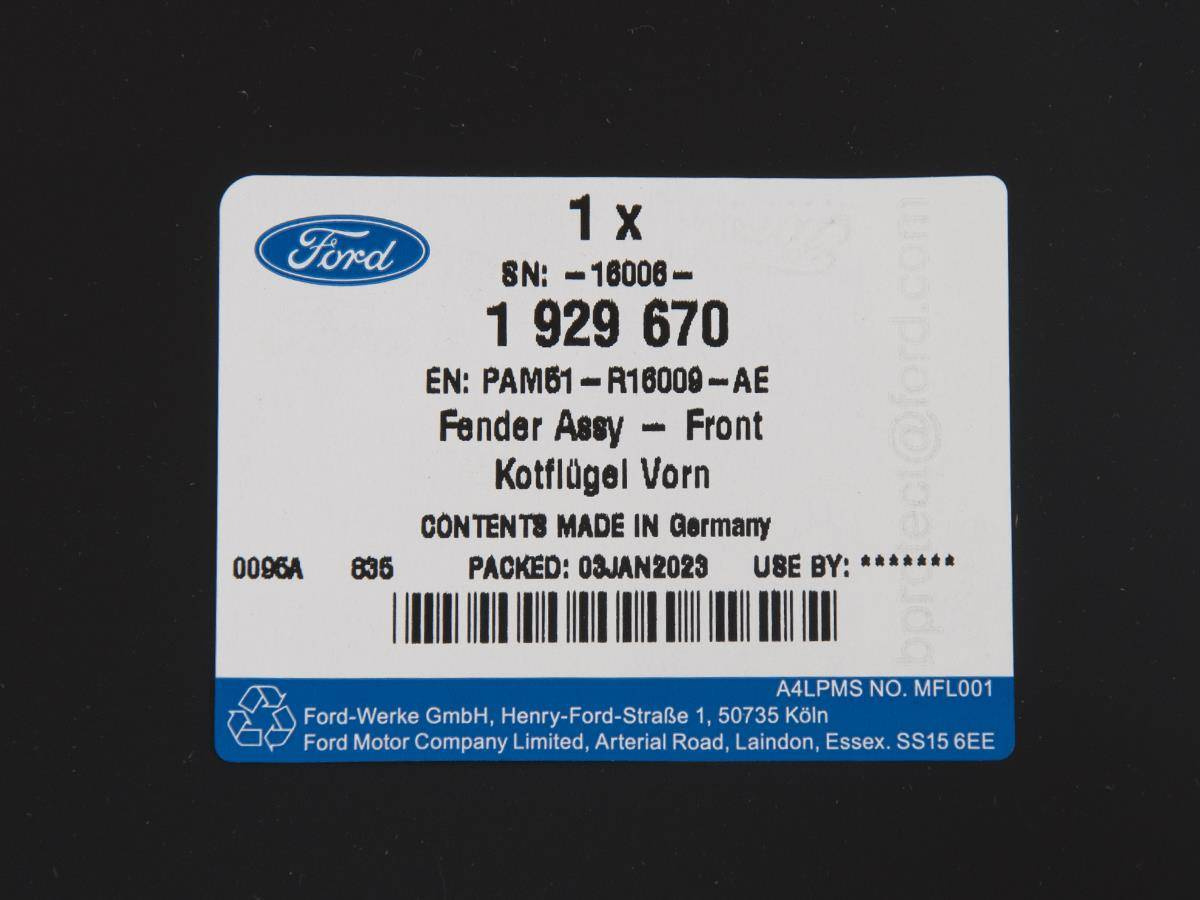 Ford
1 x
SN: -16006-
1 929 670
EN: PAM51-R16009-AE
Fender Assy - Front
Kotflügel Vorn
CONTENTS MADE IN Germany
0095A 835 PACKED: 03JAN2023 USE BY: *******
A4LPMS NO. MFL001
Ford-Werke GmbH, Henry-Ford-Straße 1, 50735 Köln
Ford Motor Company Limited, Arterial Road, Laindon, Essex. SS15 6EE
bprotect@ford.com